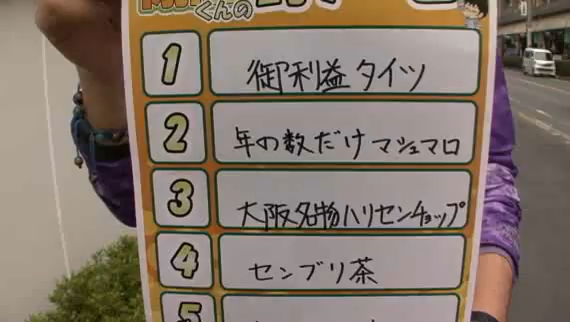 くんの
1 御利益タイツ
2 年の数だけマシュマロ
3 大阪名物ハリセンチョップ
4 センブリ茶
5